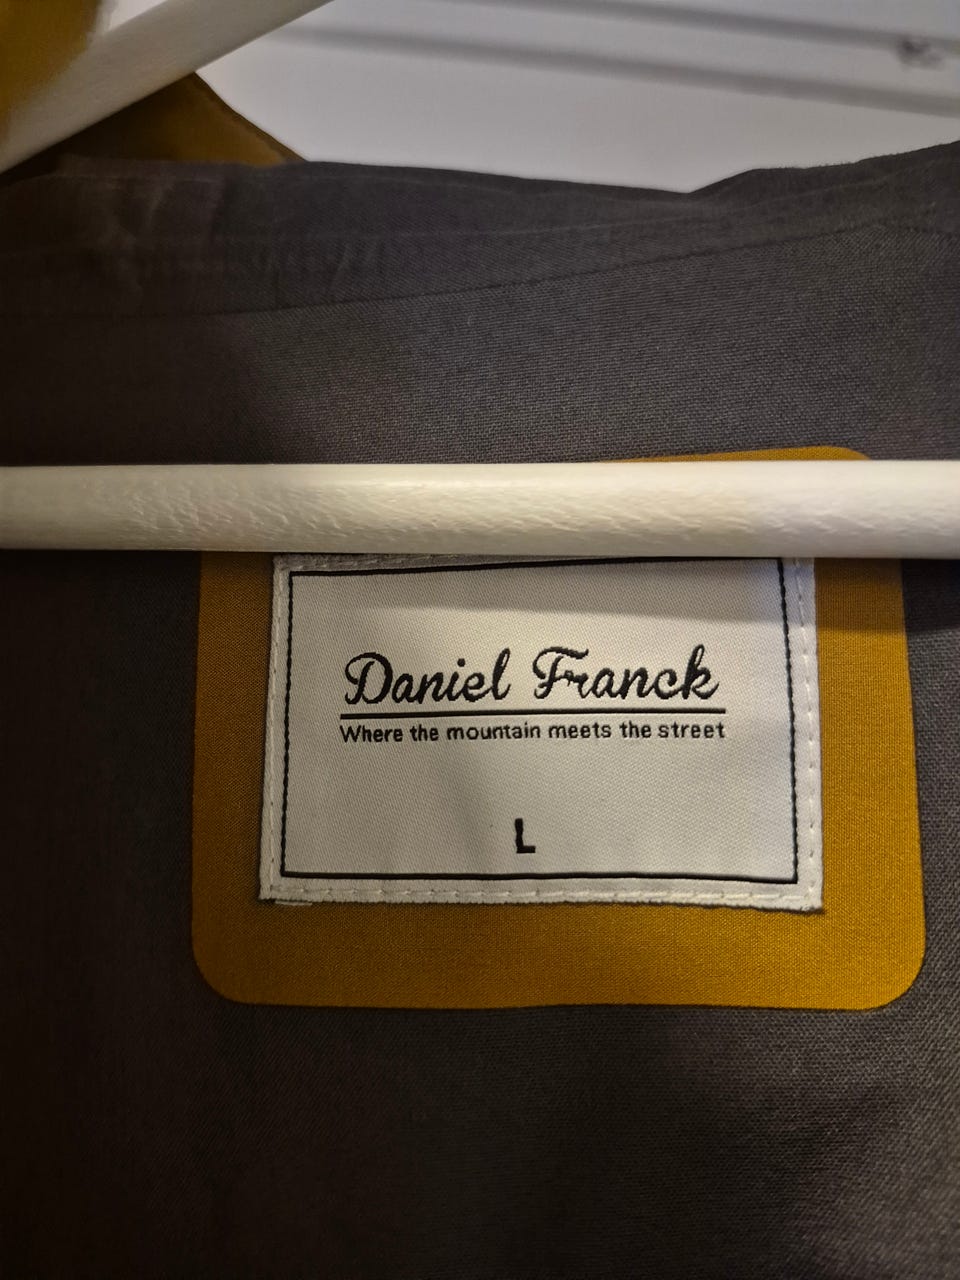 Daniel Franck
Where the mountain meets the street
L